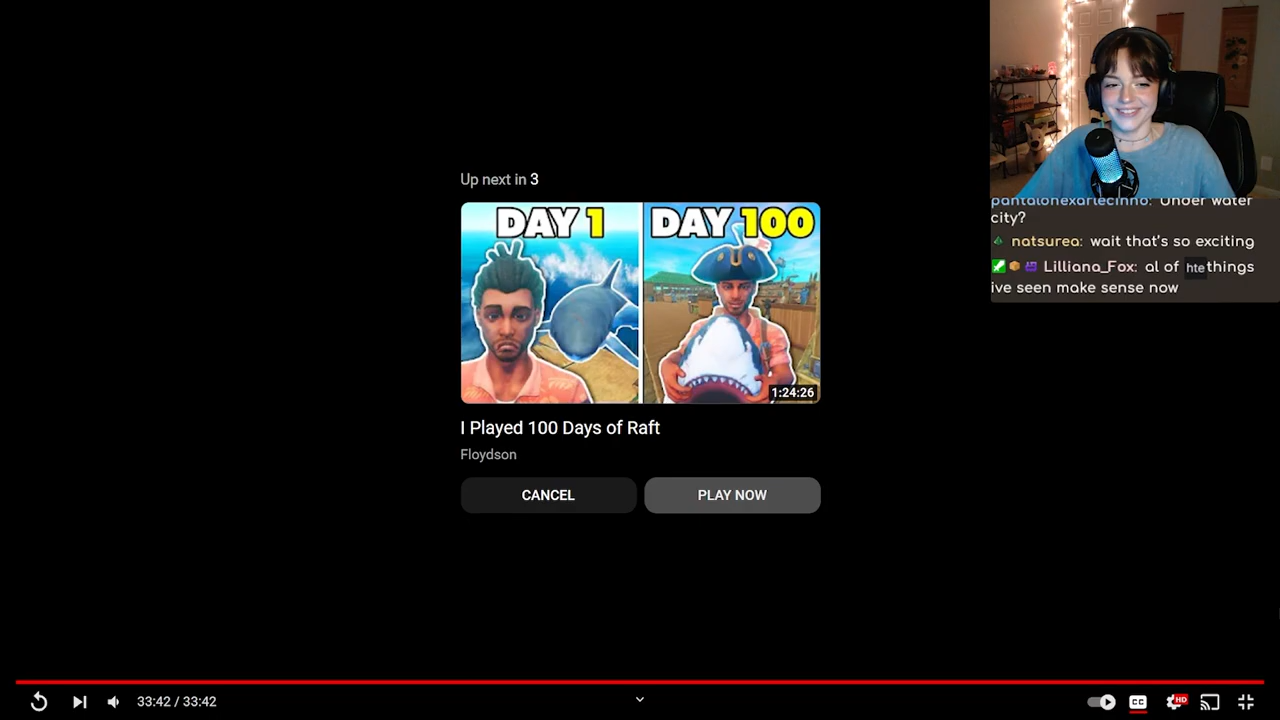 Up next in 3
DAY 1
DAY 100
1:24:26
I Played 100 Days of Raft
Floydson
CANCEL
PLAY NOW
pantalonexarlecinno: Under water
city?
natsurea: wait that's so exciting
Lilliana_Fox: al of hte things
ive seen make sense now
33:42 / 33:42
CC
HD